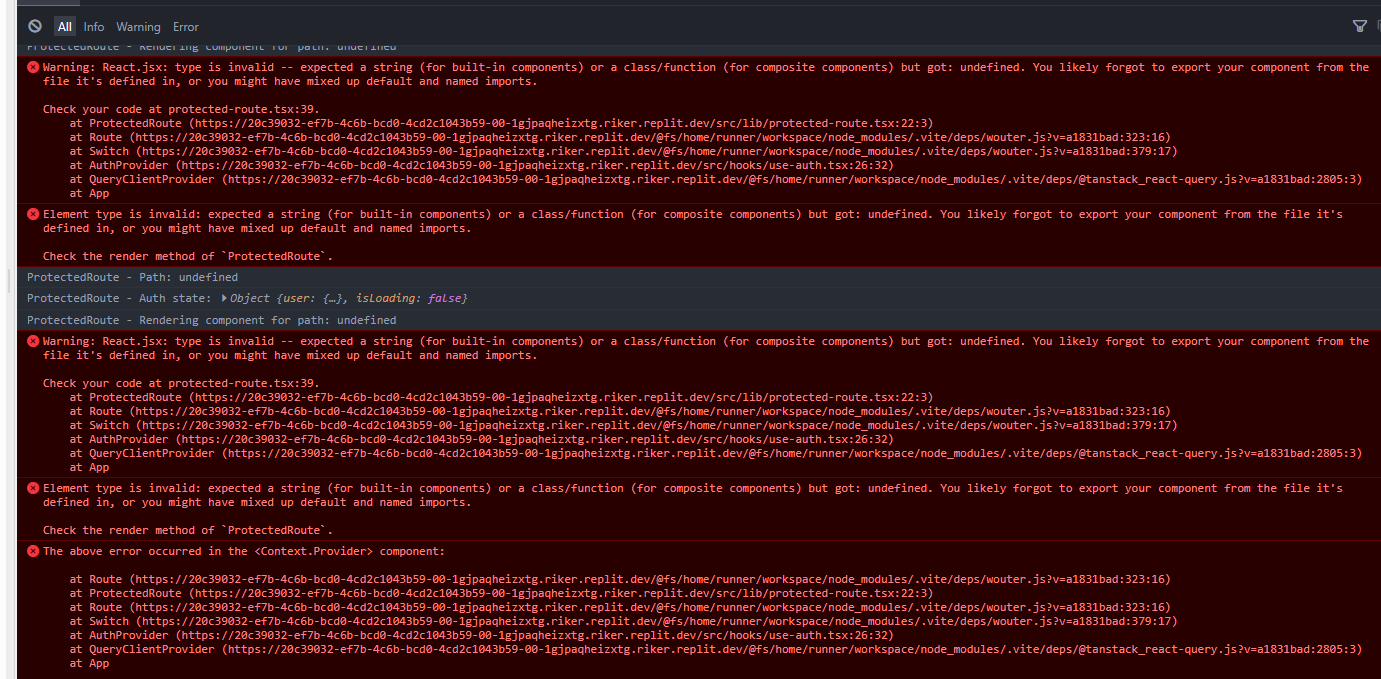 All Info Warning Error
ProtectedRoute - Rendering component for path: undefined
Warning: React.jsx: type is invalid -- expected a string (for built-in components) or a class/function (for composite components) but got: undefined. You likely forgot to export your component from the
file it's defined in, or you might have mixed up default and named imports.
Check your code at protected-route.tsx:39.
at ProtectedRoute (https://20c39032-ef7b-4c6b-bcd0-4cd2c1043b59-00-1gjpaqheizxtg.riker.replit.dev/src/lib/protected-route.tsx:22:3)
at Route (https://20c39032-ef7b-4c6b-bcd0-4cd2c1043b59-00-1gjpaqheizxtg.riker.replit.dev/@fs/home/runner/workspace/node_modules/.vite/deps/wouter.js?v=a1831bad:323:16)
at Switch (https://20c39032-ef7b-4c6b-bcd0-4cd2c1043b59-00-1gjpaqheizxtg.riker.replit.dev/@fs/home/runner/workspace/node_modules/.vite/deps/wouter.js?v=a1831bad:379:17)
at AuthProvider (https://20c39032-ef7b-4c6b-bcd0-4cd2c1043b59-00-1gjpaqheizxtg.riker.replit.dev/src/hooks/use-auth.tsx:26:32)
at QueryClientProvider (https://20c39032-ef7b-4c6b-bcd0-4cd2c1043b59-00-1gjpaqheizxtg.riker.replit.dev/@fs/home/runner/workspace/node_modules/.vite/deps/@tanstack_react-query.js?v=a1831bad:2805:3)
at App
Element type is invalid: expected a string (for built-in components) or a class/function (for composite components) but got: undefined. You likely forgot to export your component from the file it's
defined in, or you might have mixed up default and named imports.
Check the render method of `ProtectedRoute`.
ProtectedRoute - Path: undefined
ProtectedRoute - Auth state: Object {user: {…}, isLoading: false}
ProtectedRoute - Rendering component for path: undefined
Warning: React.jsx: type is invalid -- expected a string (for built-in components) or a class/function (for composite components) but got: undefined. You likely forgot to export your component from the
file it's defined in, or you might have mixed up default and named imports.
Check your code at protected-route.tsx:39.
at ProtectedRoute (https://20c39032-ef7b-4c6b-bcd0-4cd2c1043b59-00-1gjpaqheizxtg.riker.replit.dev/src/lib/protected-route.tsx:22:3)
at Route (https://20c39032-ef7b-4c6b-bcd0-4cd2c1043b59-00-1gjpaqheizxtg.riker.replit.dev/@fs/home/runner/workspace/node_modules/.vite/deps/wouter.js?v=a1831bad:323:16)
at Switch (https://20c39032-ef7b-4c6b-bcd0-4cd2c1043b59-00-1gjpaqheizxtg.riker.replit.dev/@fs/home/runner/workspace/node_modules/.vite/deps/wouter.js?v=a1831bad:379:17)
at AuthProvider (https://20c39032-ef7b-4c6b-bcd0-4cd2c1043b59-00-1gjpaqheizxtg.riker.replit.dev/src/hooks/use-auth.tsx:26:32)
at QueryClientProvider (https://20c39032-ef7b-4c6b-bcd0-4cd2c1043b59-00-1gjpaqheizxtg.riker.replit.dev/@fs/home/runner/workspace/node_modules/.vite/deps/@tanstack_react-query.js?v=a1831bad:2805:3)
at App
Element type is invalid: expected a string (for built-in components) or a class/function (for composite components) but got: undefined. You likely forgot to export your component from the file it's
defined in, or you might have mixed up default and named imports.
Check the render method of `ProtectedRoute`.
The above error occurred in the <Context.Provider> component:
at Route (https://20c39032-ef7b-4c6b-bcd0-4cd2c1043b59-00-1gjpaqheizxtg.riker.replit.dev/@fs/home/runner/workspace/node_modules/.vite/deps/wouter.js?v=a1831bad:323:16)
at ProtectedRoute (https://20c39032-ef7b-4c6b-bcd0-4cd2c1043b59-00-1gjpaqheizxtg.riker.replit.dev/src/lib/protected-route.tsx:22:3)
at Route (https://20c39032-ef7b-4c6b-bcd0-4cd2c1043b59-00-1gjpaqheizxtg.riker.replit.dev/@fs/home/runner/workspace/node_modules/.vite/deps/wouter.js?v=a1831bad:323:16)
at Switch (https://20c39032-ef7b-4c6b-bcd0-4cd2c1043b59-00-1gjpaqheizxtg.riker.replit.dev/@fs/home/runner/workspace/node_modules/.vite/deps/wouter.js?v=a1831bad:379:17)
at AuthProvider (https://20c39032-ef7b-4c6b-bcd0-4cd2c1043b59-00-1gjpaqheizxtg.riker.replit.dev/src/hooks/use-auth.tsx:26:32)
at QueryClientProvider (https://20c39032-ef7b-4c6b-bcd0-4cd2c1043b59-00-1gjpaqheizxtg.riker.replit.dev/@fs/home/runner/workspace/node_modules/.vite/deps/@tanstack_react-query.js?v=a1831bad:2805:3)
at App